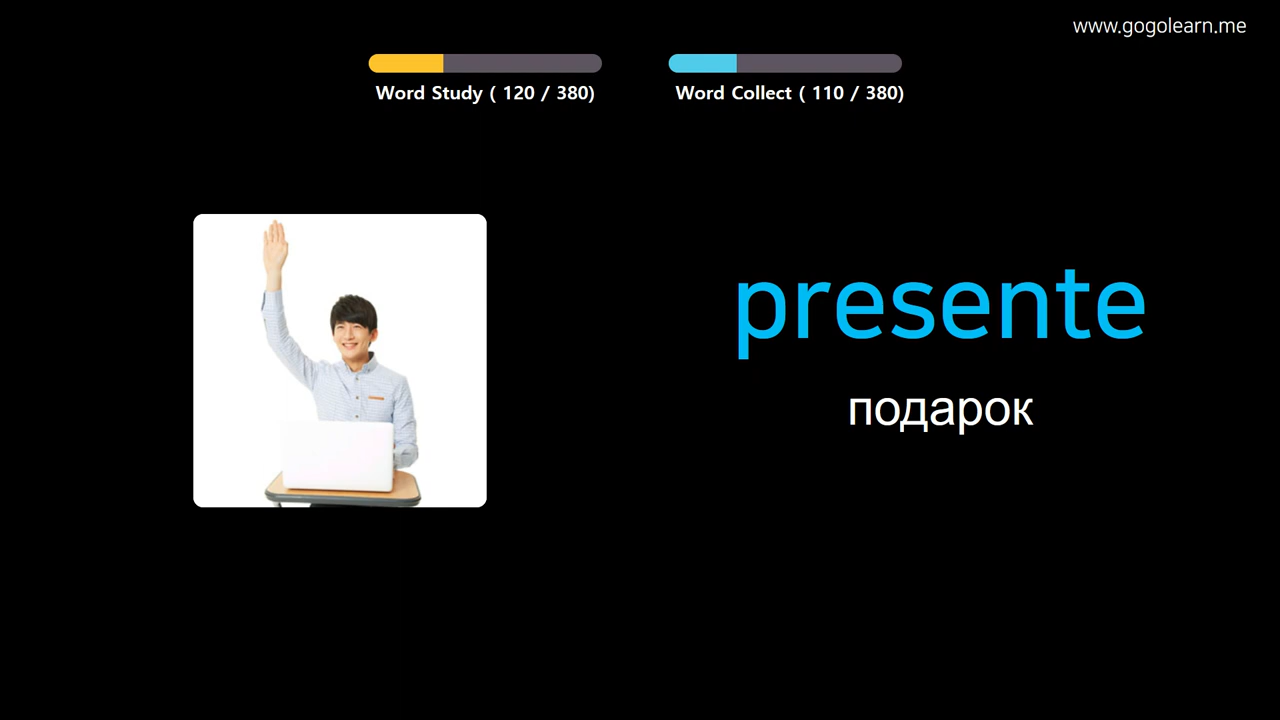 www.gogolearn.me
Word Study ( 120 / 380)
Word Collect ( 110 / 380)
presente
подарок